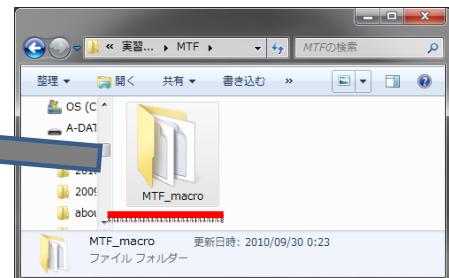 « 実習... ▸ MTF ▸
MTFの検索
整理 ▼ 開く 共有 ▼ 書き込む »
OS (C
A-DAT
2009
abou
MTF_macro
MTF_macro 更新日時: 2010/09/30 0:23
ファイル フォルダー